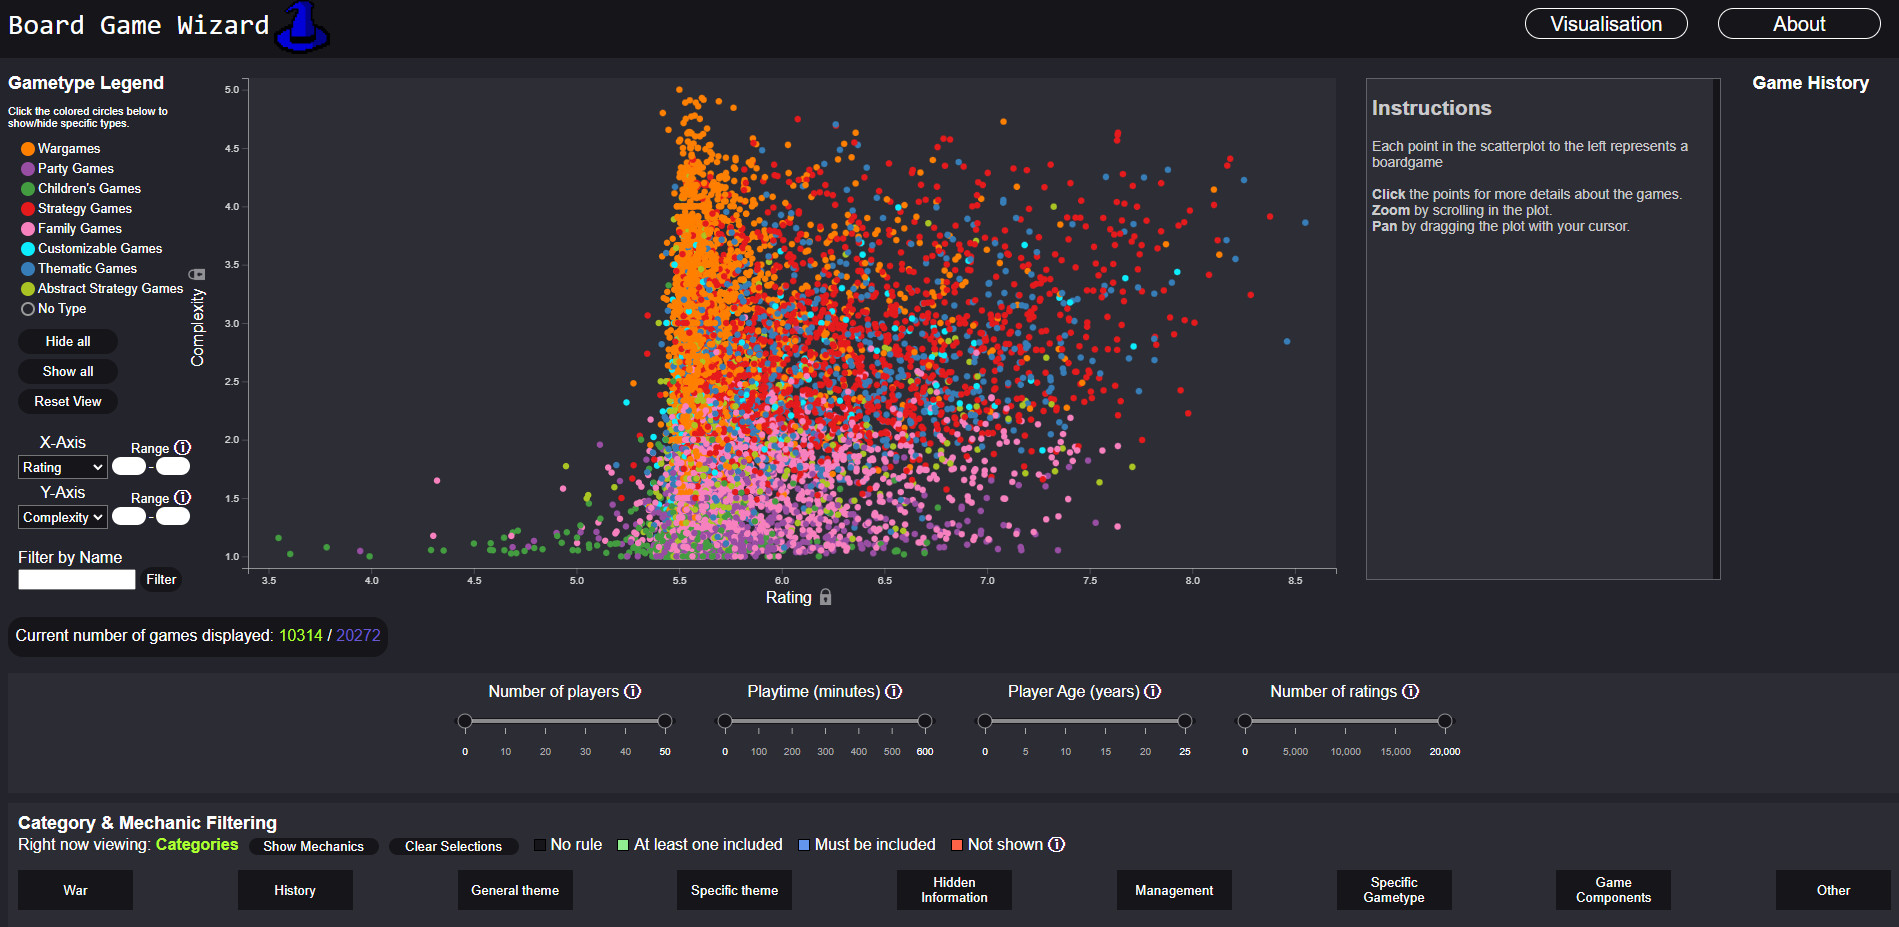 Board Game Wizard
Visualisation
About
Gametype Legend
Click the colored circles below to
show/hide specific types.
Wargames
Party Games
Children's Games
Strategy Games
Family Games
Customizable Games
Thematic Games
Abstract Strategy Games
No Type
Hide all
Show all
Reset View
X-Axis
Range
Rating
-
Y-Axis
Range
Complexity
-
Filter by Name
Filter
Complexity
5.0
4.5
4.0
3.5
3.0
2.5
2.0
1.5
1.0
3.5 4.0 4.5 5.0 5.5 6.0 6.5 7.0 7.5 8.0 8.5
Rating
Instructions
Each point in the scatterplot to the left represents a
boardgame
Click the points for more details about the games.
Zoom by scrolling in the plot.
Pan by dragging the plot with your cursor.
Game History
Current number of games displayed: 10314 / 20272
Number of players
0 10 20 30 40 50
Playtime (minutes)
0 100 200 300 400 500 600
Player Age (years)
0 5 10 15 20 25
Number of ratings
0 5,000 10,000 15,000 20,000
Category & Mechanic Filtering
Right now viewing: Categories Show Mechanics Clear Selections No rule At least one included Must be included Not shown
War
History
General theme
Specific theme
Hidden
Information
Management
Specific
Gametype
Game
Components
Other